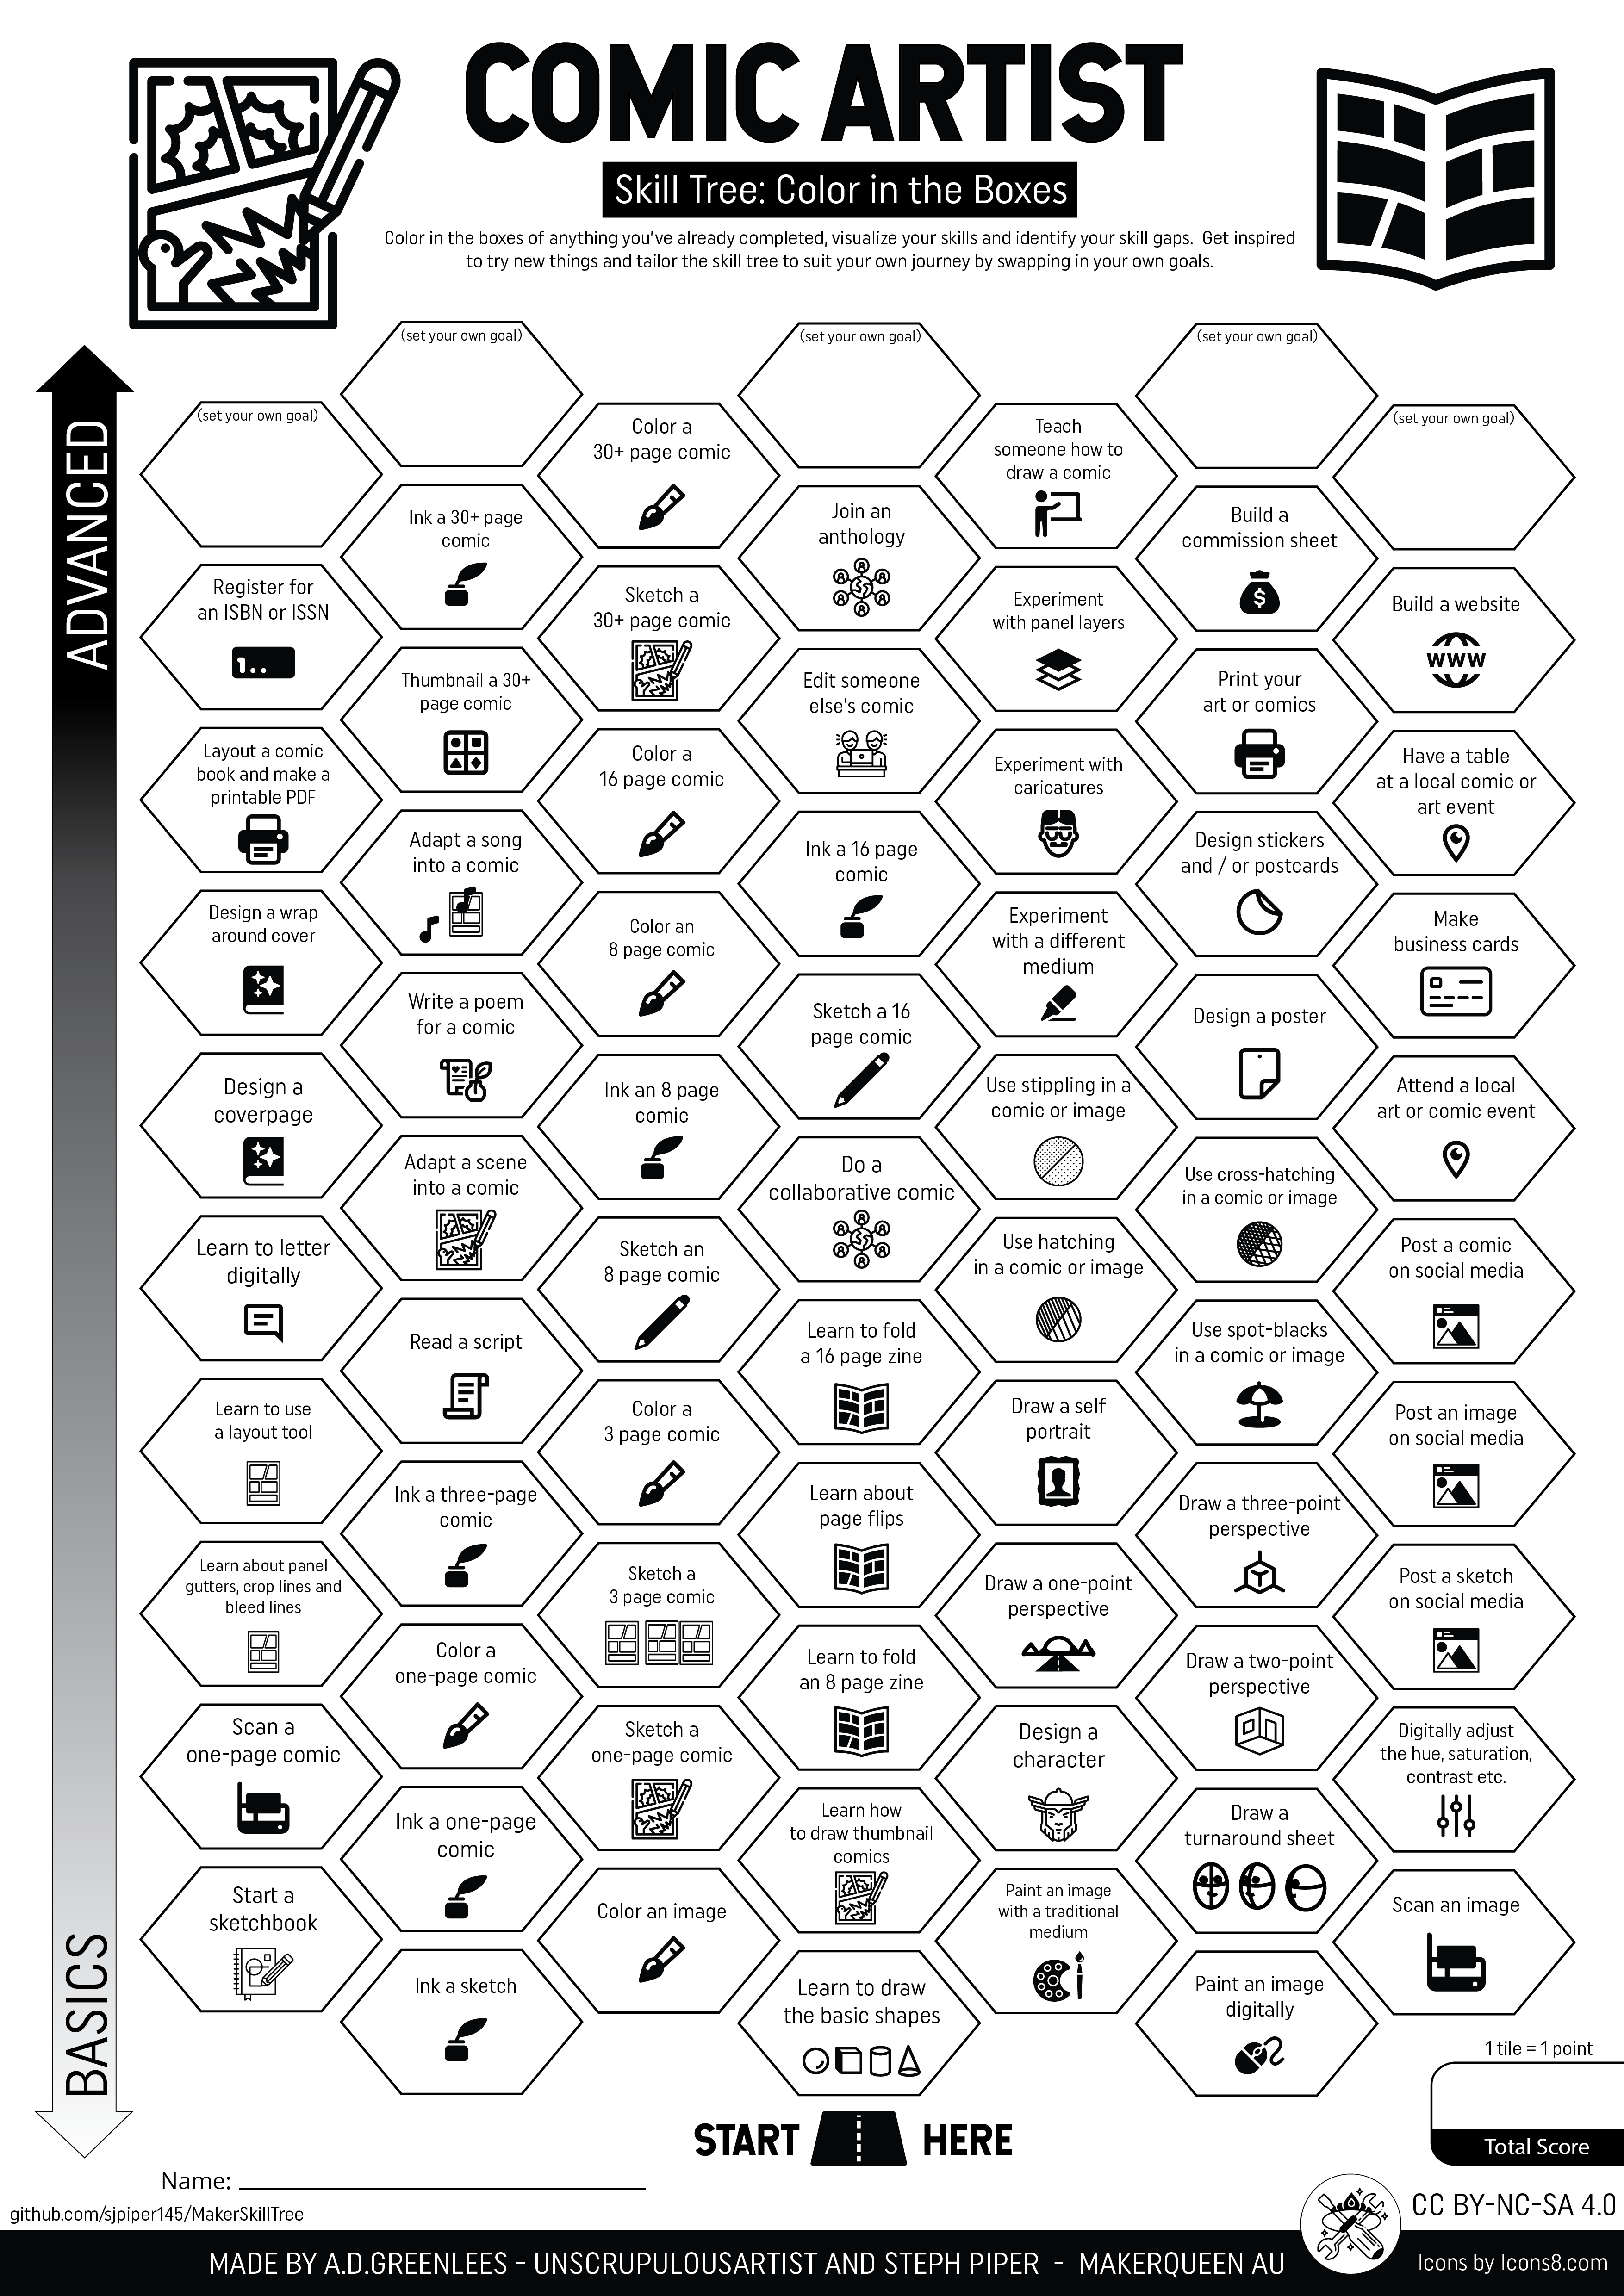 COMIC ARTIST
Skill Tree: Color in the Boxes
Color in the boxes of anything you've already completed, visualize your skills and identify your skill gaps.  Get inspired
to try new things and tailor the skill tree to suit your own journey by swapping in your own goals.
ADVANCED
BASICS
(set your own goal)
(set your own goal)
(set your own goal)
(set your own goal)
Color a
30+ page comic
Teach
someone how to
draw a comic
(set your own goal)
Ink a 30+ page
comic
Join an
anthology
Build a
commission sheet
$
Register for
an ISBN or ISSN
1..
Sketch a
30+ page comic
Experiment
with panel layers
Build a website
WWW
Thumbnail a 30+
page comic
Edit someone
else's comic
Print your
art or comics
Layout a comic
book and make a
printable PDF
Color a
16 page comic
Experiment with
caricatures
Have a table
at a local comic or
art event
Adapt a song
into a comic
Ink a 16 page
comic
Design stickers
and / or postcards
Design a wrap
around cover
Color an
8 page comic
Experiment
with a different
medium
Make
business cards
Write a poem
for a comic
Sketch a 16
page comic
Design a poster
Design a
coverpage
Ink an 8 page
comic
Use stippling in a
comic or image
Attend a local
art or comic event
Adapt a scene
into a comic
Do a
collaborative comic
Use cross-hatching
in a comic or image
Learn to letter
digitally
Sketch an
8 page comic
Use hatching
in a comic or image
Post a comic
on social media
Read a script
Learn to fold
a 16 page zine
Use spot-blacks
in a comic or image
Learn to use
a layout tool
Color a
3 page comic
Draw a self
portrait
Post an image
on social media
Ink a three-page
comic
Learn about
page flips
Draw a three-point
perspective
Learn about panel
gutters, crop lines and
bleed lines
Sketch a
3 page comic
Draw a one-point
perspective
Post a sketch
on social media
Color a
one-page comic
Learn to fold
an 8 page zine
Draw a two-point
perspective
Scan a
one-page comic
Sketch a
one-page comic
Design a
character
Digitally adjust
the hue, saturation,
contrast etc.
Ink a one-page
comic
Learn how
to draw thumbnail
comics
Draw a
turnaround sheet
Start a
sketchbook
Color an image
Paint an image
with a traditional
medium
Scan an image
Ink a sketch
Learn to draw
the basic shapes
Paint an image
digitally
1 tile = 1 point
Total Score
START HERE
Name:
github.com/sjpiper145/MakerSkillTree
CC BY-NC-SA 4.0
MADE BY A.D.GREENLEES - UNSCRUPULOUSARTIST AND STEPH PIPER  -  MAKERQUEEN AU
Icons by Icons8.com